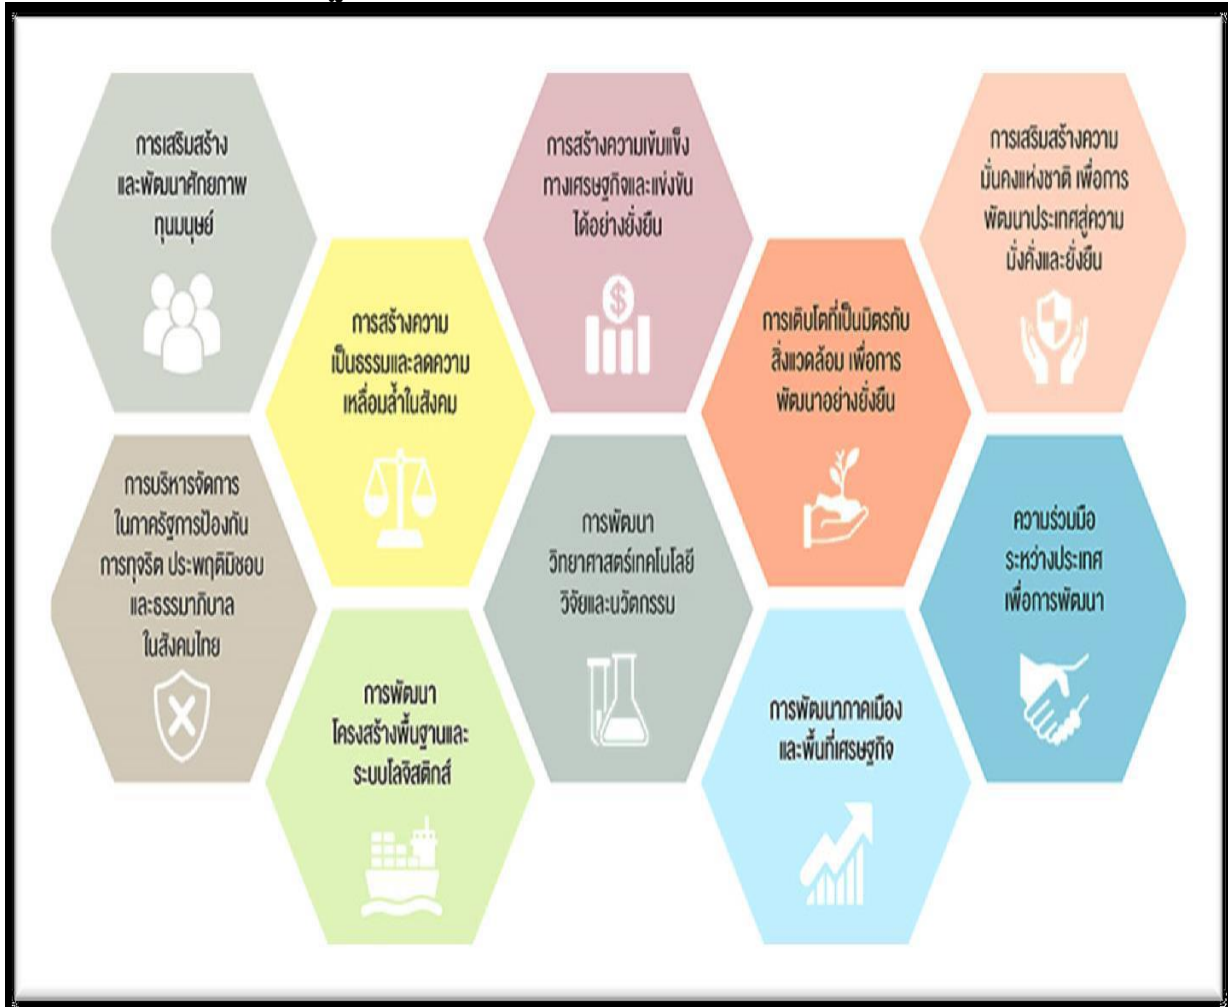 การเสริมสร้าง
และพัฒนาศักยภาพ
ทุนมนุษย์
การสร้างความ
เป็นธรรมและลดความ
เหลื่อมล้ำในสังคม
การสร้างความเข้มแข็ง
ทางเศรษฐกิจและแข่งขัน
ได้อย่างยั่งยืน
การเติบโตที่เป็นมิตรกับ
สิ่งแวดล้อม เพื่อการ
พัฒนาอย่างยั่งยืน
การเสริมสร้างความ
มั่นคงแห่งชาติ เพื่อการ
พัฒนาประเทศสู่ความ
มั่งคั่งและยั่งยืน
การบริหารจัดการ
ในภาครัฐการป้องกัน
การทุจริต ประพฤติมิชอบ
และธรรมาภิบาล
ในสังคมไทย
การพัฒนา
โครงสร้างพื้นฐานและ
ระบบโลจิสติกส์
การพัฒนา
วิทยาศาสตร์เทคโนโลยี
วิจัยและนวัตกรรม
การพัฒนาภาคเมือง
และพื้นที่เศรษฐกิจ
ความร่วมมือ
ระหว่างประเทศ
เพื่อการพัฒนา